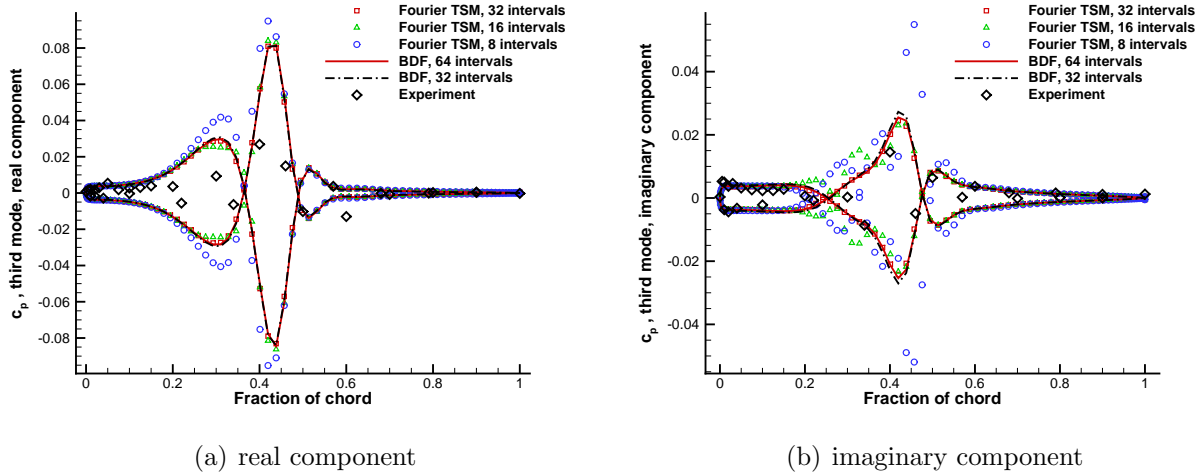 Fourier TSM, 32 intervals
Fourier TSM, 16 intervals
Fourier TSM, 8 intervals
BDF, 64 intervals
BDF, 32 intervals
Experiment
c_p , third mode, real component
0.08
0.06
0.04
0.02
0
-0.02
-0.04
-0.06
-0.08
0 0.2 0.4 0.6 0.8 1
Fraction of chord
(a) real component
Fourier TSM, 32 intervals
Fourier TSM, 16 intervals
Fourier TSM, 8 intervals
BDF, 64 intervals
BDF, 32 intervals
Experiment
c_p , third mode, imaginary component
0.04
0.02
0
-0.02
-0.04
0 0.2 0.4 0.6 0.8 1
Fraction of chord
(b) imaginary component